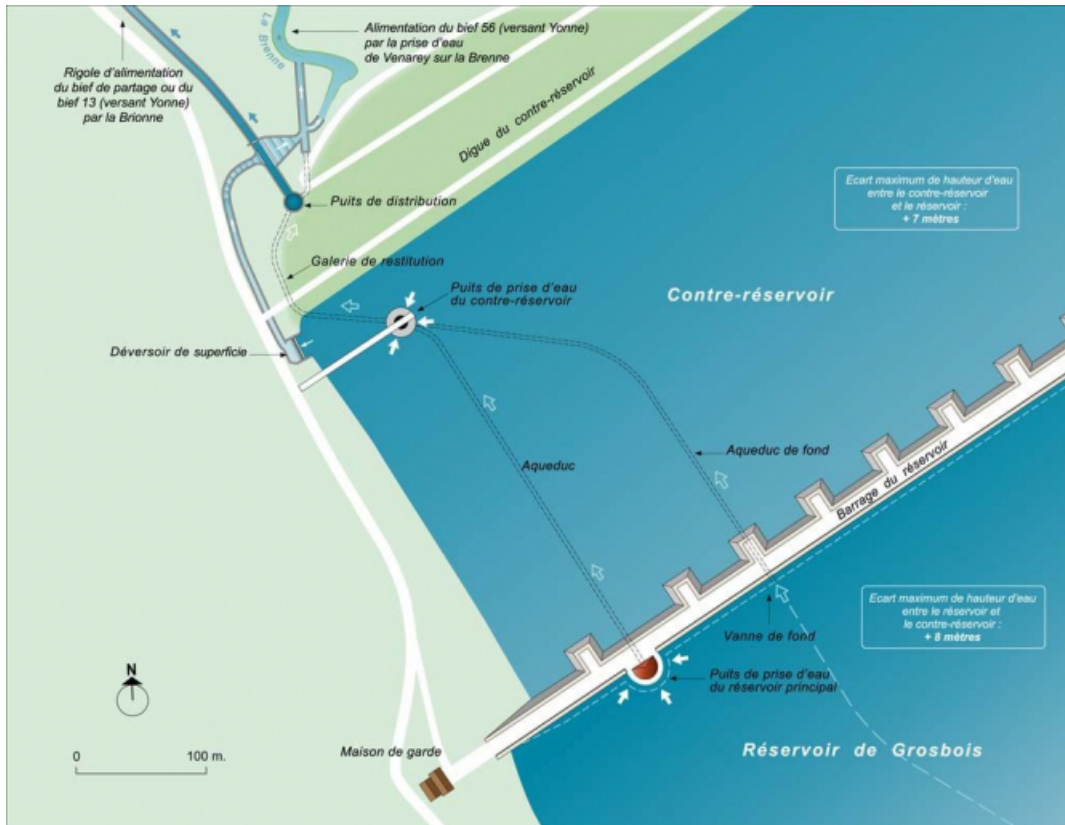 Rigole d'alimentation
du bief de partage ou du
bief 13 (versant Yonne)
par la Brionne
La Brenne
Alimentation du bief 56 (versant Yonne)
par la prise d'eau
de Venarey sur la Brenne
Digue du contre-réservoir
Ecart maximum de hauteur d'eau
entre le contre-réservoir
et le réservoir :
+ 7 mètres
Puits de distribution
Galerie de restitution
Puits de prise d'eau
du contre-réservoir
Contre-réservoir
Déversoir de superficie
Aqueduc
Aqueduc de fond
Barrage du réservoir
Ecart maximum de hauteur d'eau
entre le réservoir et
le contre-réservoir :
+ 8 mètres
Vanne de fond
N
Puits de prise d'eau
du réservoir principal
Maison de garde
Réservoir de Grosbois
0
100 m.